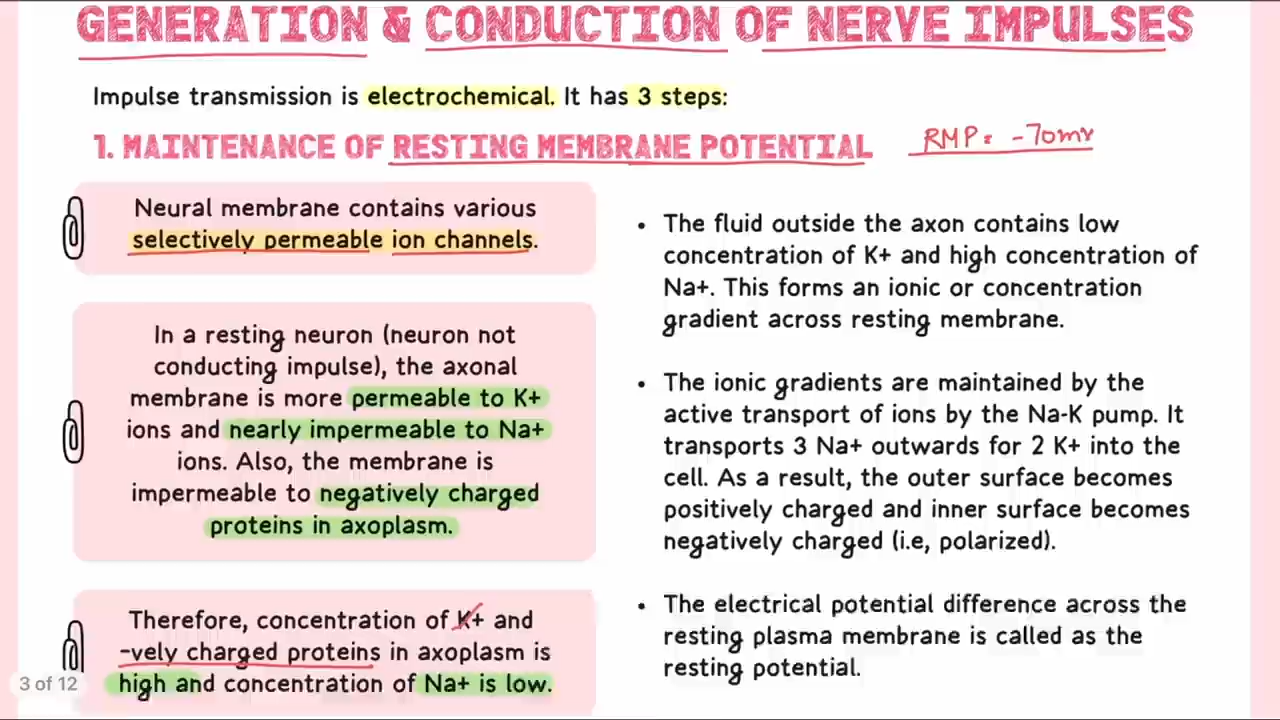 GENERATION & CONDUCTION OF NERVE IMPULSES
Impulse transmission is electrochemical. It has 3 steps:
1. MAINTENANCE OF RESTING MEMBRANE POTENTIAL
RMP: -70mv
Neural membrane contains various
selectively permeable ion channels.
In a resting neuron (neuron not
conducting impulse), the axonal
membrane is more permeable to K+
ions and nearly impermeable to Na+
ions. Also, the membrane is
impermeable to negatively charged
proteins in axoplasm.
Therefore, concentration of K+ and
-vely charged proteins in axoplasm is
high and concentration of Na+ is low.
• The fluid outside the axon contains low
concentration of K+ and high concentration of
Na+. This forms an ionic or concentration
gradient across resting membrane.
• The ionic gradients are maintained by the
active transport of ions by the Na-K pump. It
transports 3 Na+ outwards for 2 K+ into the
cell. As a result, the outer surface becomes
positively charged and inner surface becomes
negatively charged (i.e, polarized).
• The electrical potential difference across the
resting plasma membrane is called as the
resting potential.
3 of 12